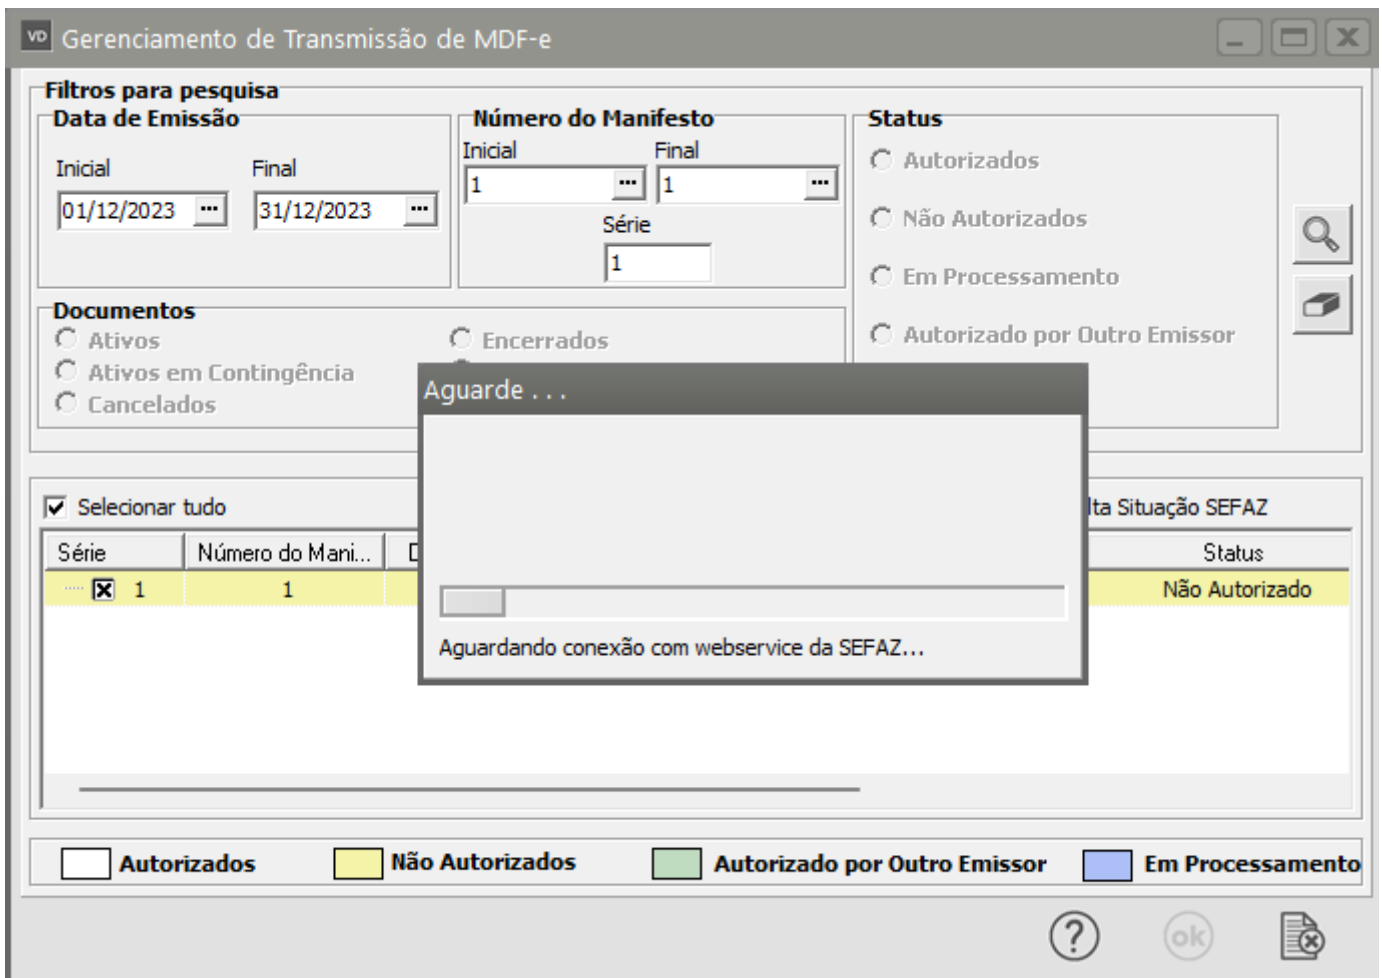 VD Gerenciamento de Transmissão de MDF-e
Filtros para pesquisa
Data de Emissão
Inicial Final
01/12/2023 ... 31/12/2023 ...
Número do Manifesto
Inicial Final
1 ... 1 ...
Série
1
Status
Autorizados
Não Autorizados
Em Processamento
Autorizado por Outro Emissor
Documentos
Ativos Encerrados
Ativos em Contingência
Cancelados
Aguarde . . .
Aguardando conexão com webservice da SEFAZ...
Selecionar tudo lta Situação SEFAZ
Série Número do Mani... Status
1 1 Não Autorizado
Autorizados Não Autorizados Autorizado por Outro Emissor Em Processamento
? ok